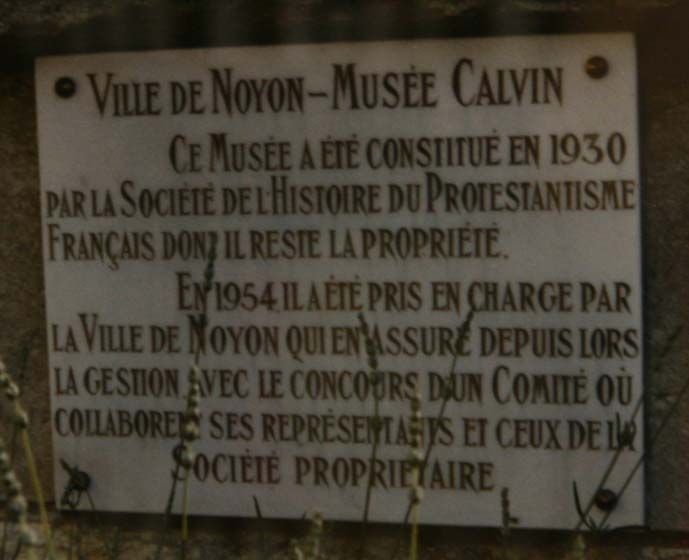 VILLE DE NOYON - MUSÉE CALVIN
CE MUSÉE A ÉTÉ CONSTITUÉ EN 1930
PAR LA SOCIÉTÉ DE L'HISTOIRE DU PROTESTANTISME
FRANÇAIS DONT IL RESTE LA PROPRIÉTÉ.
EN 1954 IL A ÉTÉ PRIS EN CHARGE PAR
LA VILLE DE NOYON QUI EN ASSURE DEPUIS LORS
LA GESTION AVEC LE CONCOURS D'UN COMITÉ OÙ
COLLABORENT SES REPRÉSENTANTS ET CEUX DE LA
SOCIÉTÉ PROPRIÉTAIRE